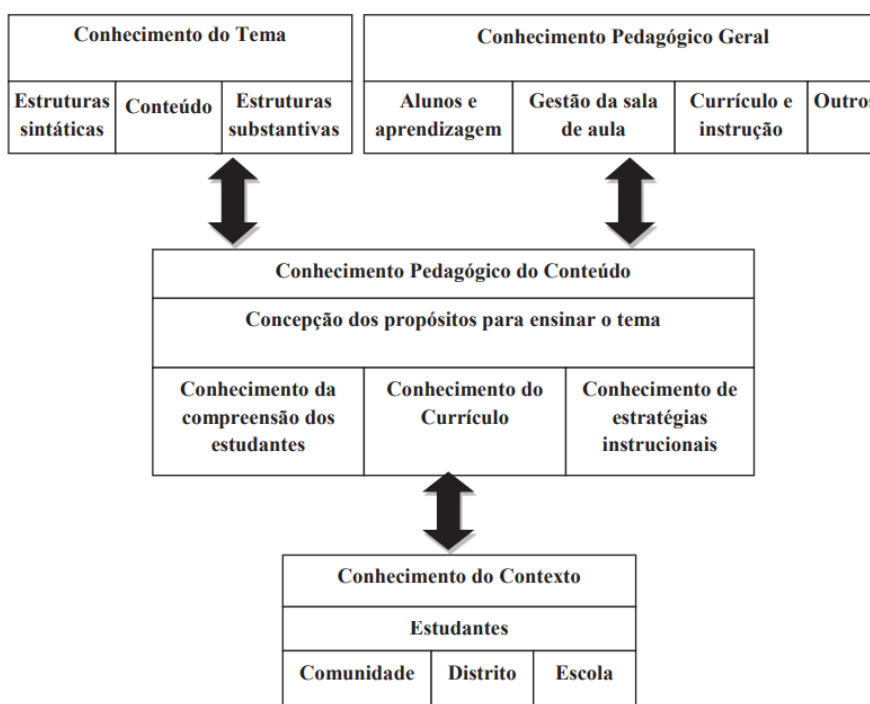 Conhecimento do Tema
Estruturas sintáticas
Conteúdo
Estruturas substantivas
Conhecimento Pedagógico Geral
Alunos e aprendizagem
Gestão da sala de aula
Currículo e instrução
Outros
Conhecimento Pedagógico do Conteúdo
Concepção dos propósitos para ensinar o tema
Conhecimento da compreensão dos estudantes
Conhecimento do Currículo
Conhecimento de estratégias instrucionais
Conhecimento do Contexto
Estudantes
Comunidade
Distrito
Escola